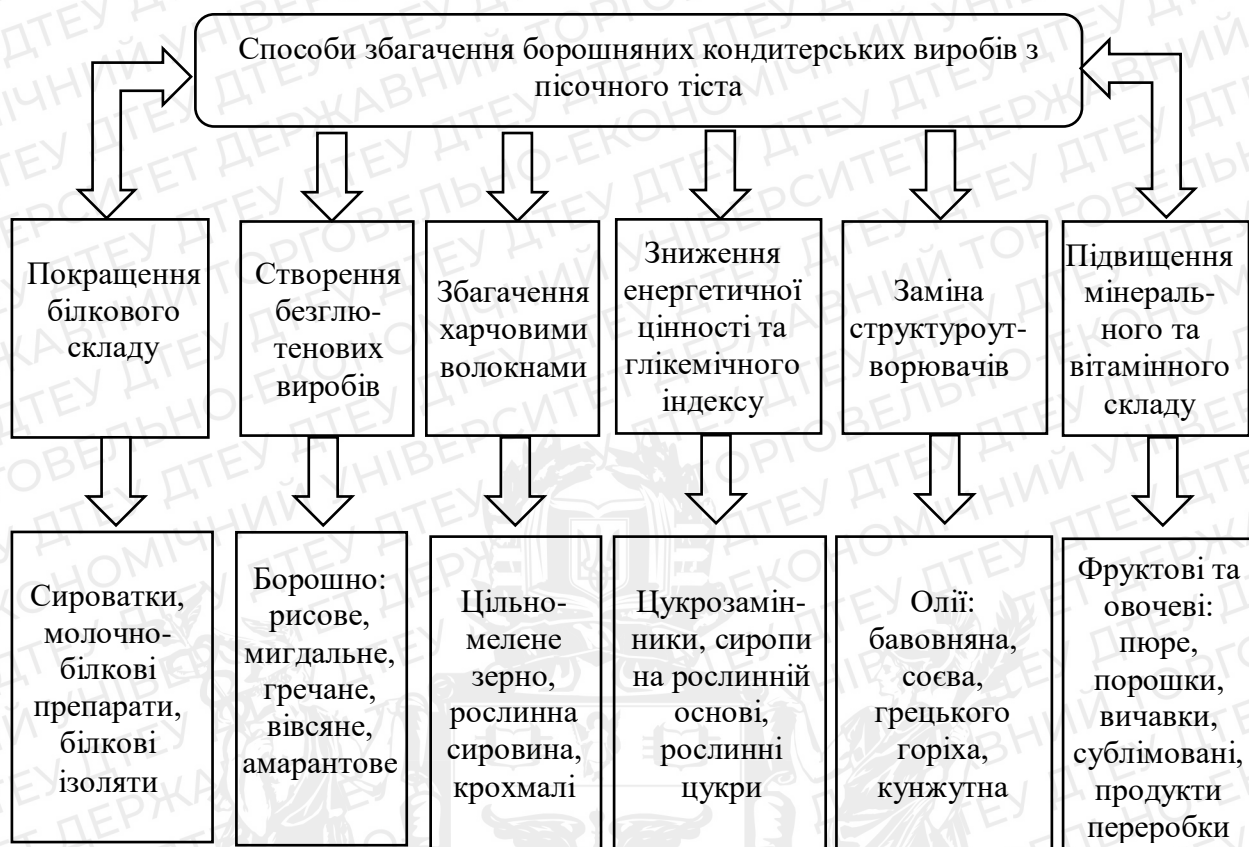 Способи збагачення борошняних кондитерських виробів з
пісочного тіста
Покращення
білкового
складу
Створення
безглю-
тенових
виробів
Збагачення
харчовими
волокнами
Зниження
енергетичної
цінності та
глікемічного
індексу
Заміна
структуроут-
ворювачів
Підвищення
мінераль-
ного та
вітамінного
складу
Сироватки,
молочно-
білкові
препарати,
білкові
ізоляти
Борошно:
рисове,
мигдальне,
гречане,
вівсяне,
амарантове
Цільно-
мелене
зерно,
рослинна
сировина,
крохмалі
Цукрозамін-
ники, сиропи
на рослинній
основі,
рослинні
цукри
Олії:
бавовняна,
соєва,
грецького
горіха,
кунжутна
Фруктові та
овочеві:
пюре,
порошки,
вичавки,
сублімовані,
продукти
переробки